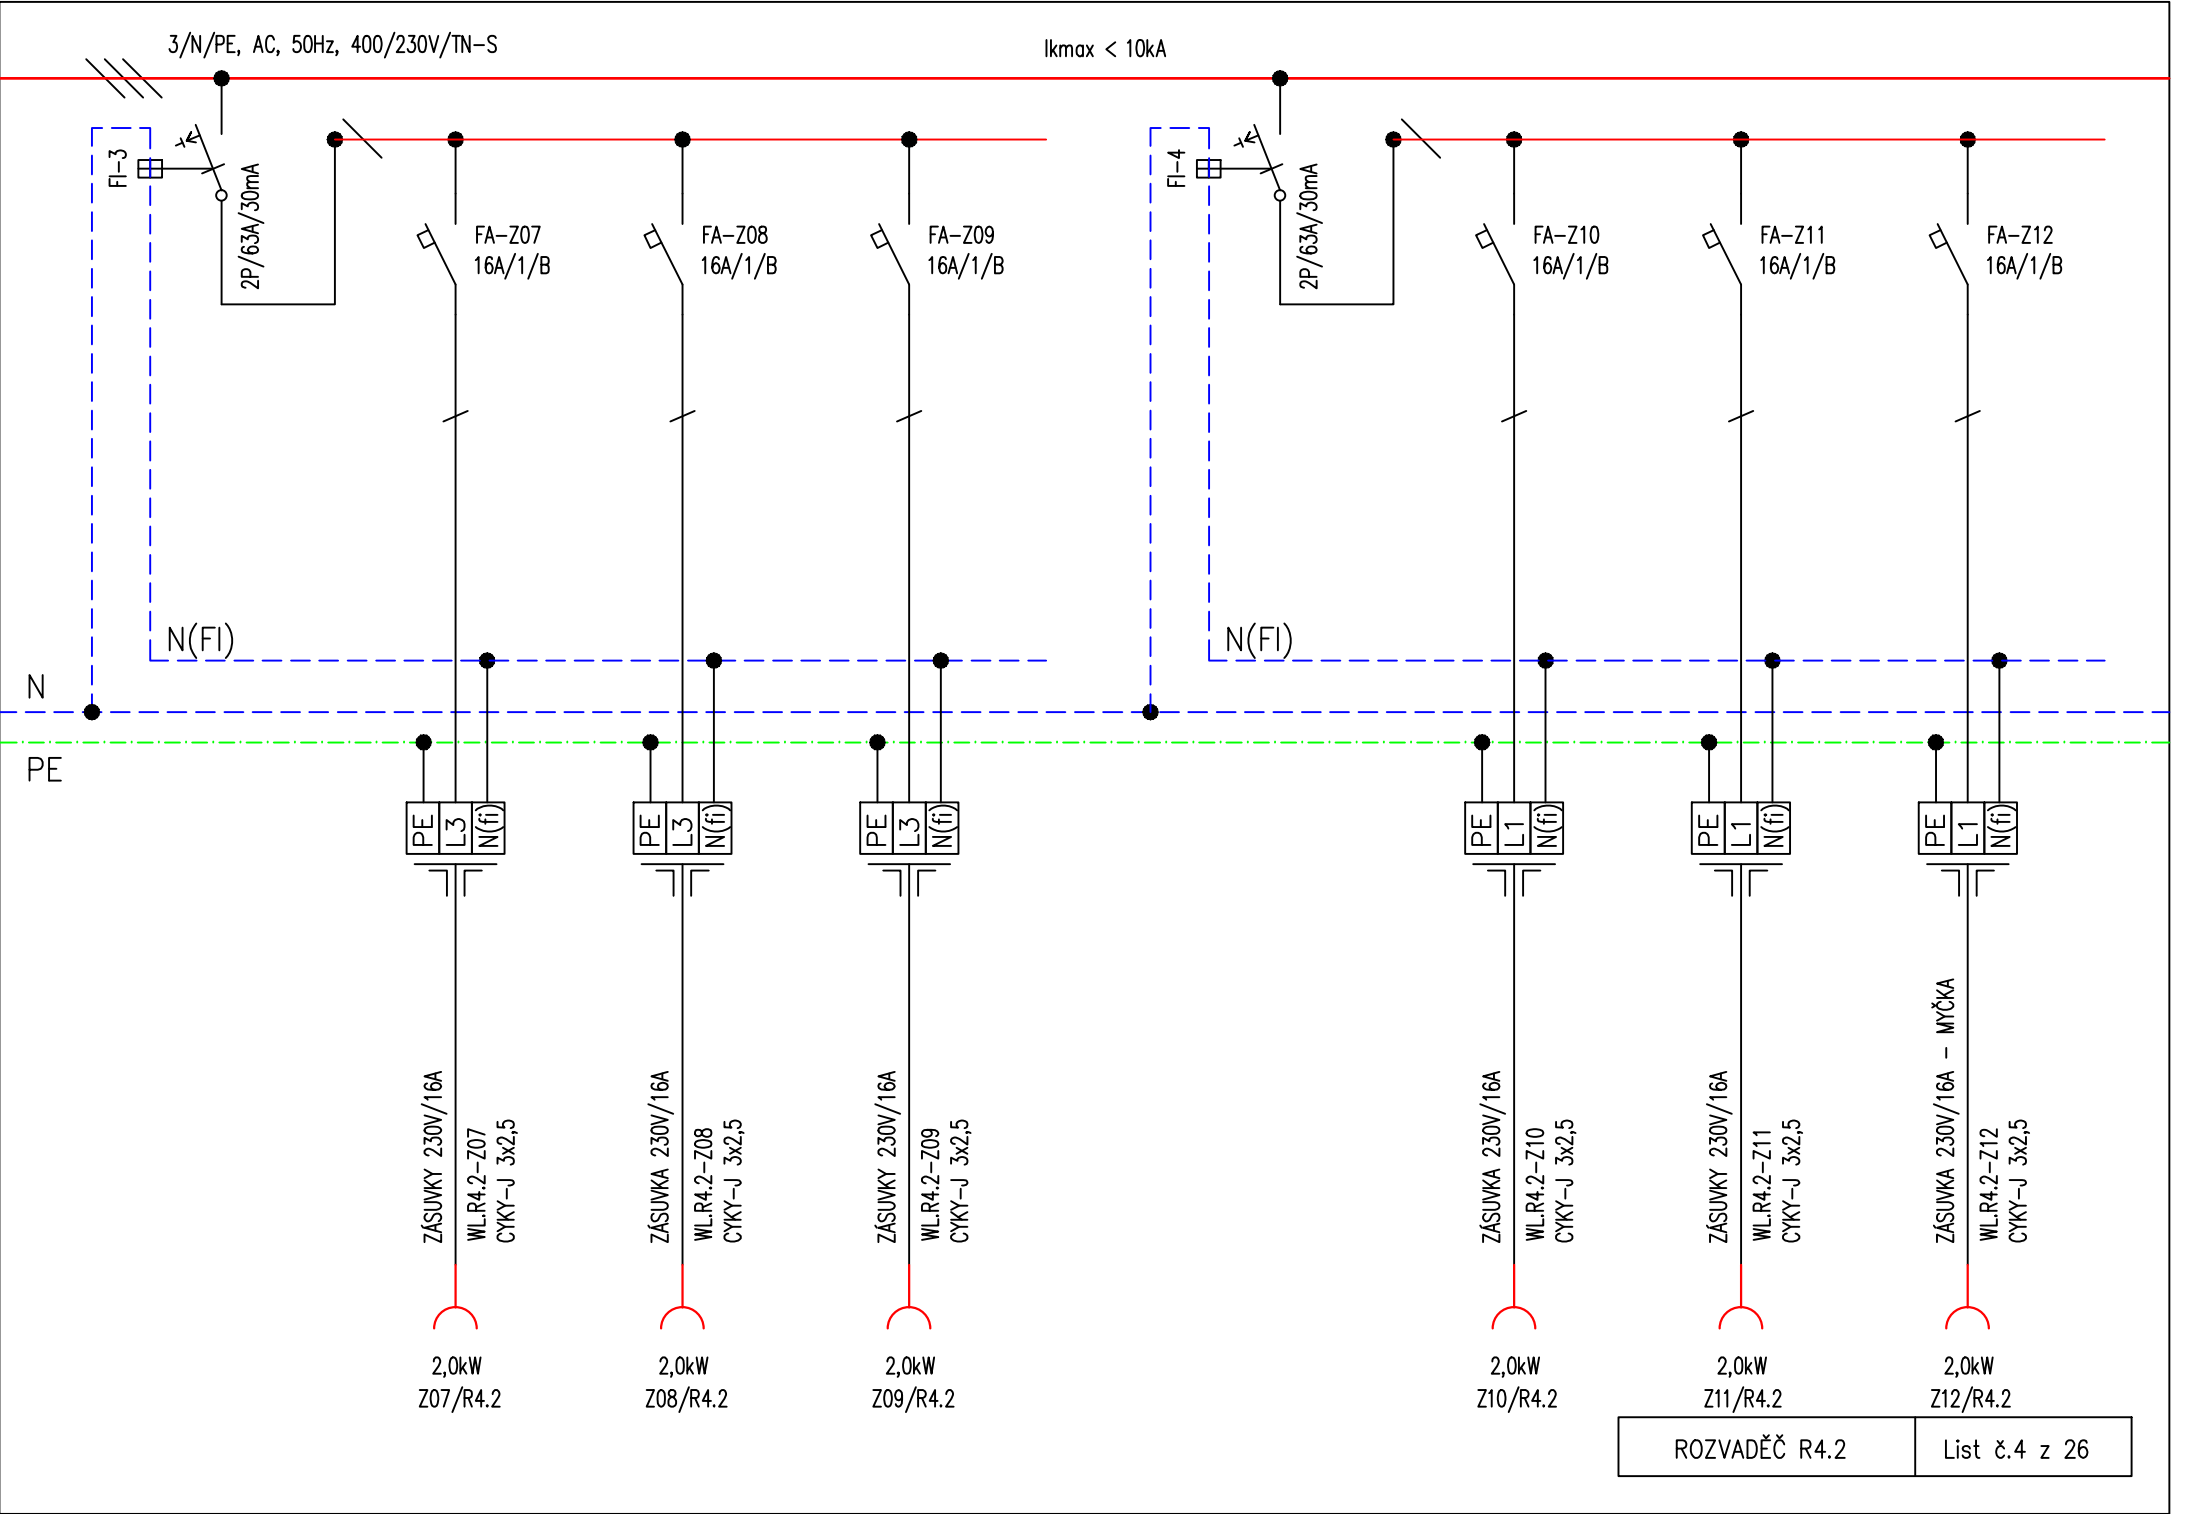 3/N/PE, AC, 50Hz, 400/230V/TN-S
Ikmax < 10kA
FI-3
2P/63A/30mA
FA-Z07
16A/1/B
FA-Z08
16A/1/B
FA-Z09
16A/1/B
FI-4
2P/63A/30mA
FA-Z10
16A/1/B
FA-Z11
16A/1/B
FA-Z12
16A/1/B
N(FI)
N(FI)
N
PE
PE L3 N(fi)
PE L3 N(fi)
PE L3 N(fi)
PE L1 N(fi)
PE L1 N(fi)
PE L1 N(fi)
ZÁSUVKY 230V/16A
WL.R4.2-Z07
CYKY-J 3x2,5
ZÁSUVKA 230V/16A
WL.R4.2-Z08
CYKY-J 3x2,5
ZÁSUVKY 230V/16A
WL.R4.2-Z09
CYKY-J 3x2,5
ZÁSUVKA 230V/16A
WL.R4.2-Z10
CYKY-J 3x2,5
ZÁSUVKY 230V/16A
WL.R4.2-Z11
CYKY-J 3x2,5
ZÁSUVKA 230V/16A - MYČKA
WL.R4.2-Z12
CYKY-J 3x2,5
2,0kW
Z07/R4.2
2,0kW
Z08/R4.2
2,0kW
Z09/R4.2
2,0kW
Z10/R4.2
2,0kW
Z11/R4.2
2,0kW
Z12/R4.2
ROZVADĚČ R4.2
List č.4 z 26